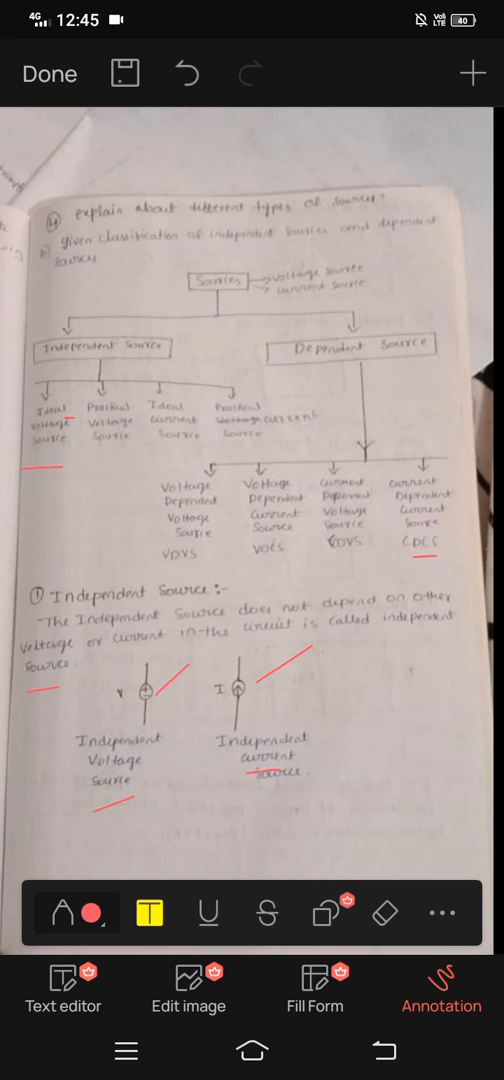 4G 12:45 Vo) LTE 40
Done
4) explain about different types of sources?
A) given classification of independent sources and dependent
sources
Sources → voltage source
→ current source
Independent Source
Dependent Source
Ideal Practical Ideal Practical
voltage Voltage current current
Source Source Source Source
Voltage Voltage current current
Dependent Dependent Dependent Dependent
Voltage Current Voltage Current
Source Source Source Source
VDVS VDCS CDVS CDCS
① Independent Source :-
The Independent Source does not depend on other
Voltage or current in the circuit is called independent
source.
V I
Independent Independent
Voltage current
Source source.
T U S
Text editor Edit image Fill Form Annotation